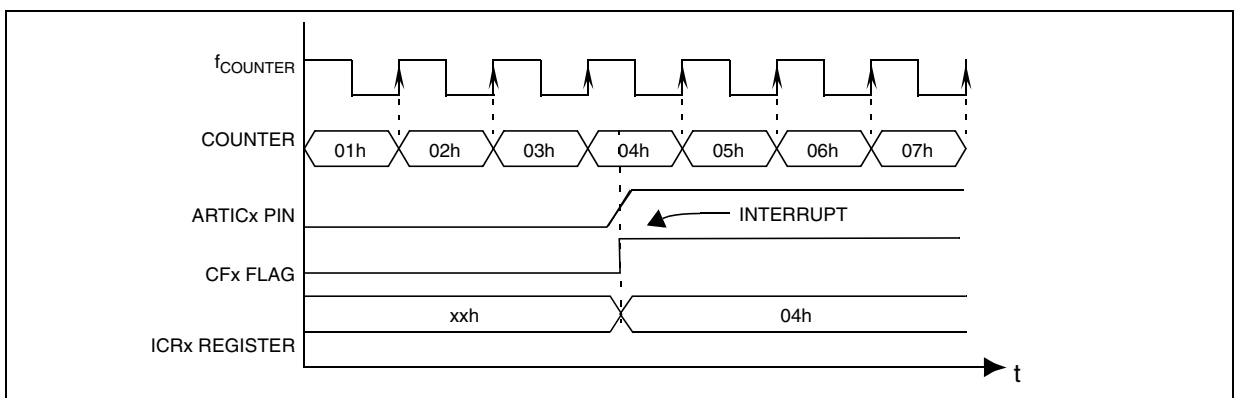 fCOUNTER
COUNTER
01h 02h 03h 04h 05h 06h 07h
ARTICx PIN
INTERRUPT
CFx FLAG
xxh 04h
ICRx REGISTER
t